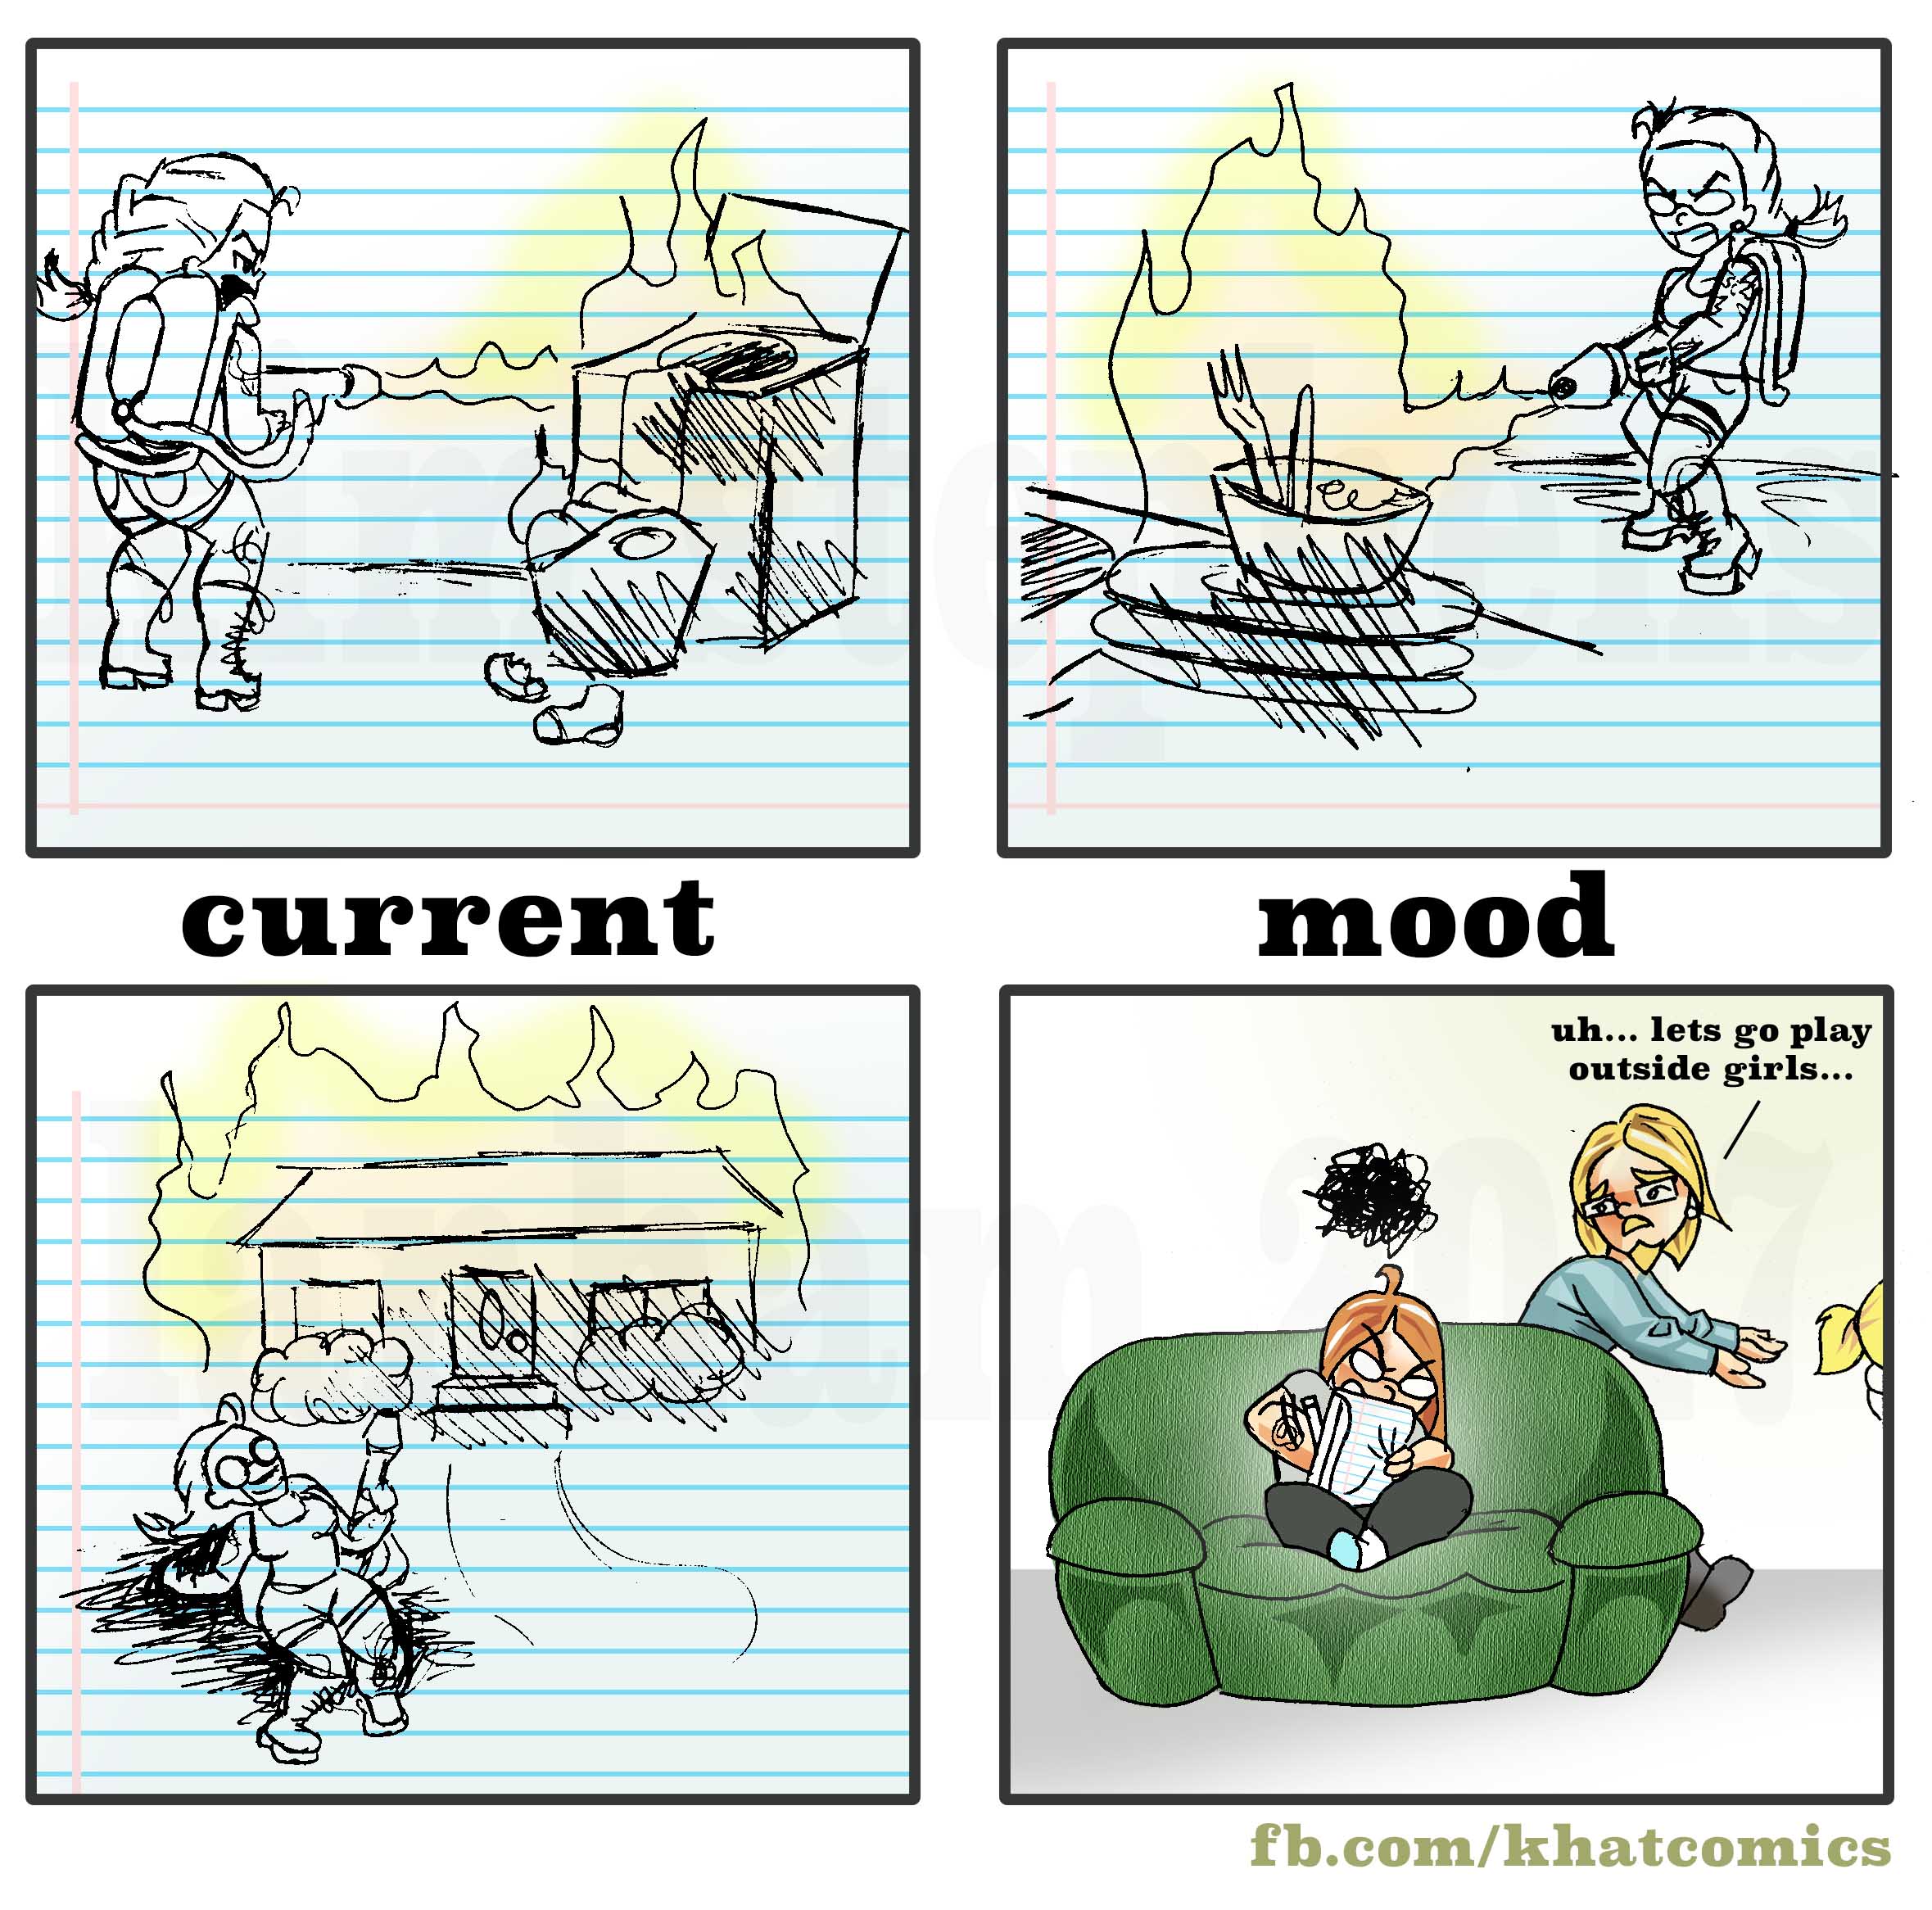 current
mood
uh... lets go play
outside girls...
fb.com/khatcomics